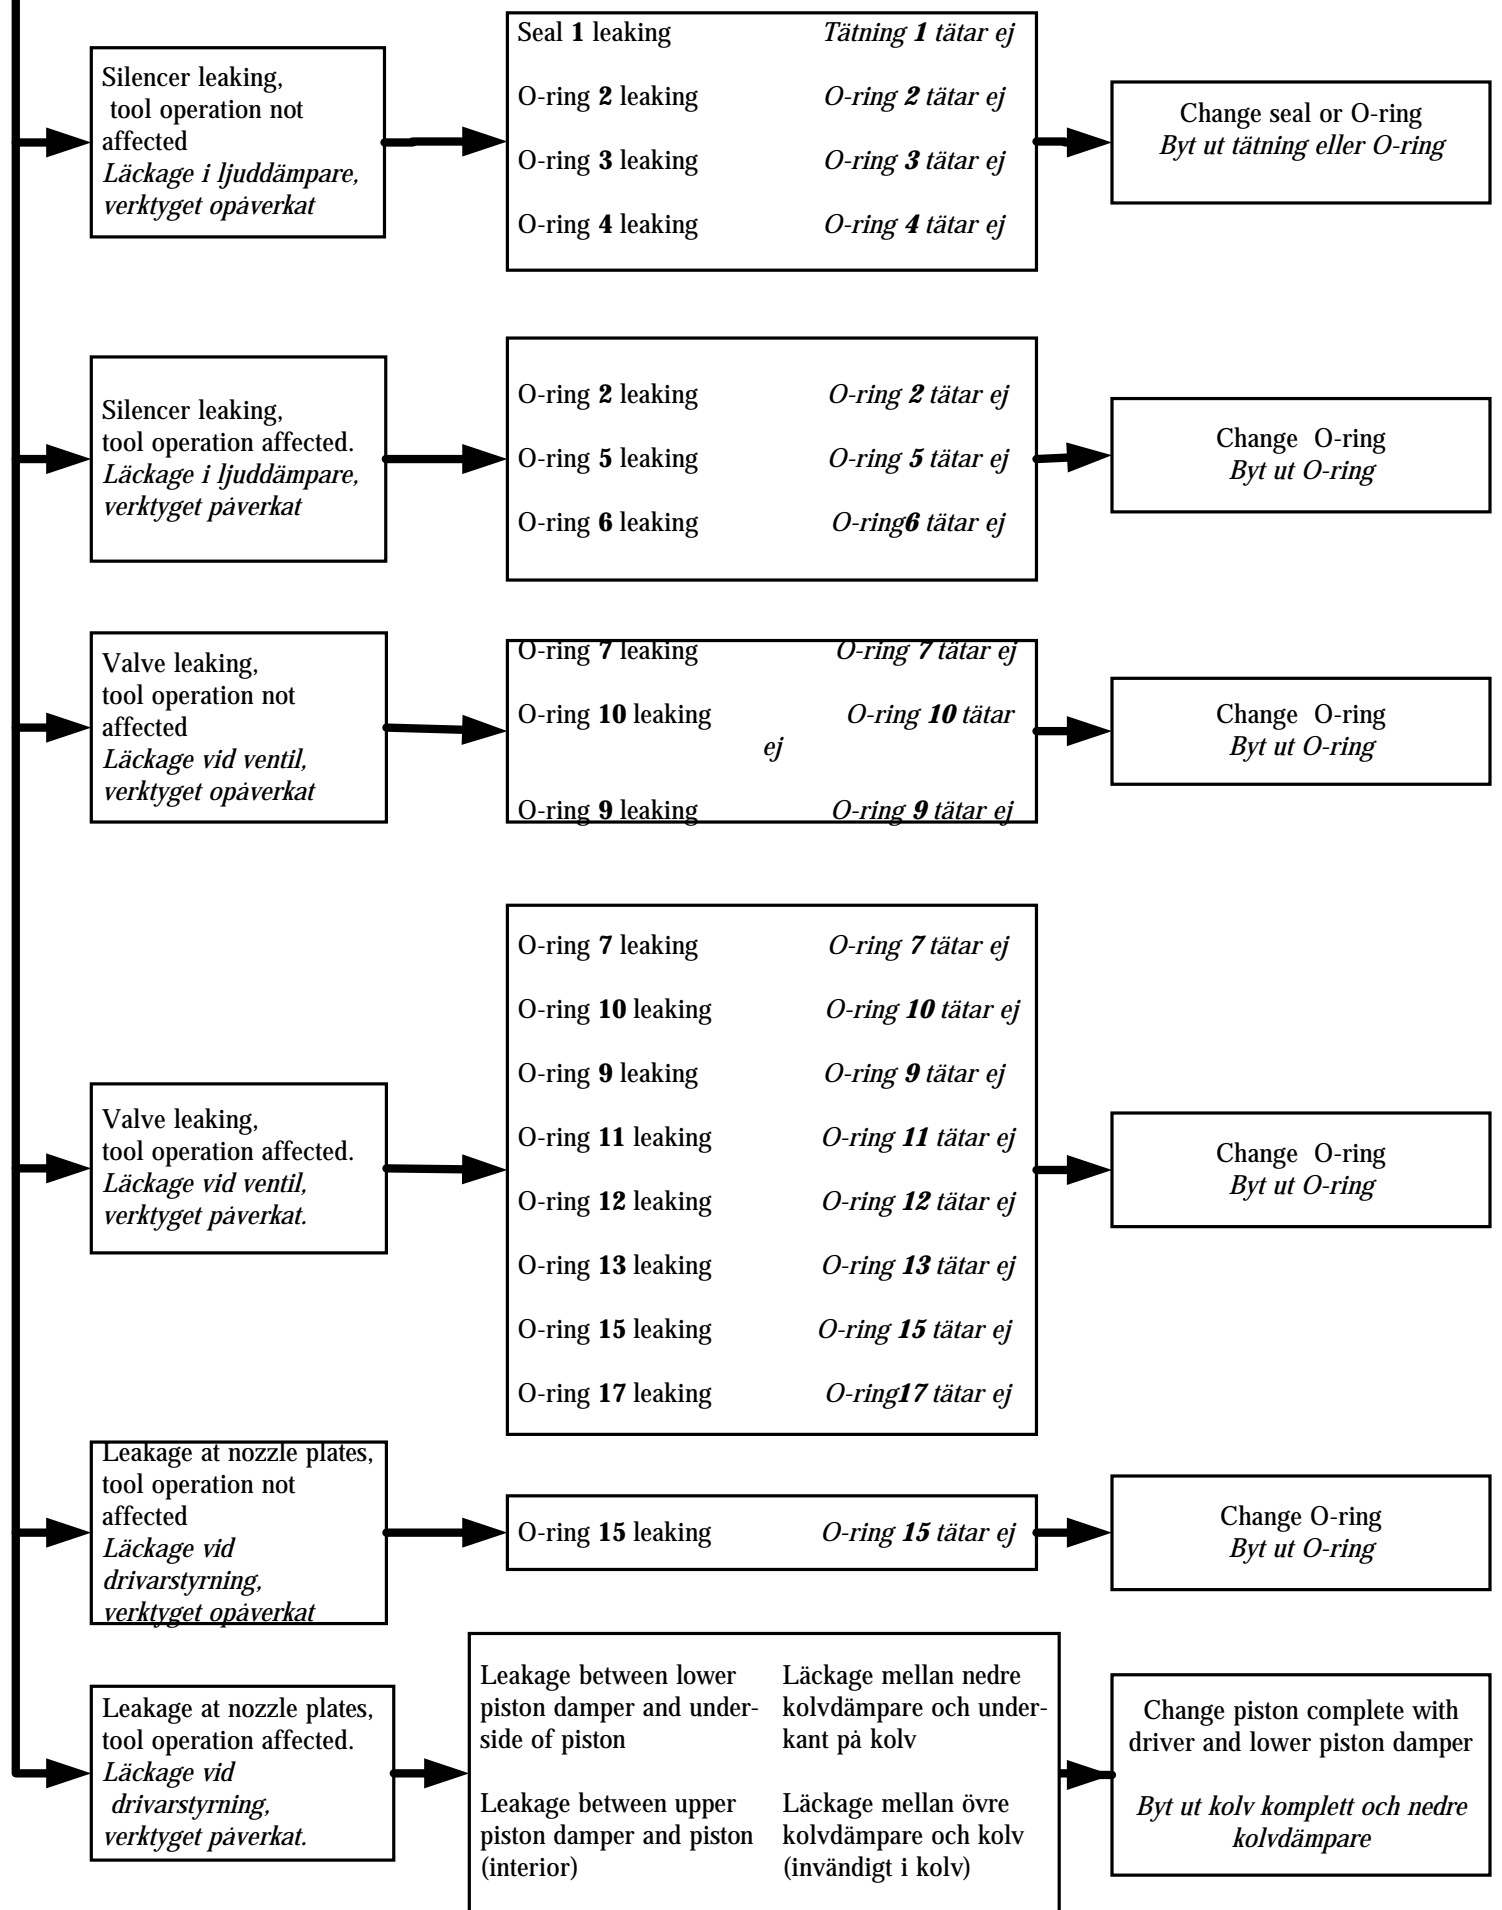 Silencer leaking,
tool operation not
affected
Läckage i ljuddämpare,
verktyget opåverkat
Seal 1 leaking Tätning 1 tätar ej
O-ring 2 leaking O-ring 2 tätar ej
O-ring 3 leaking O-ring 3 tätar ej
O-ring 4 leaking O-ring 4 tätar ej
Change seal or O-ring
Byt ut tätning eller O-ring
Silencer leaking,
tool operation affected.
Läckage i ljuddämpare,
verktyget påverkat
O-ring 2 leaking O-ring 2 tätar ej
O-ring 5 leaking O-ring 5 tätar ej
O-ring 6 leaking O-ring6 tätar ej
Change O-ring
Byt ut O-ring
Valve leaking,
tool operation not
affected
Läckage vid ventil,
verktyget opåverkat
O-ring 7 leaking O-ring 7 tätar ej
O-ring 10 leaking O-ring 10 tätar
ej
O-ring 9 leaking O-ring 9 tätar ej
Change O-ring
Byt ut O-ring
Valve leaking,
tool operation affected.
Läckage vid ventil,
verktyget påverkat.
O-ring 7 leaking O-ring 7 tätar ej
O-ring 10 leaking O-ring 10 tätar ej
O-ring 9 leaking O-ring 9 tätar ej
O-ring 11 leaking O-ring 11 tätar ej
O-ring 12 leaking O-ring 12 tätar ej
O-ring 13 leaking O-ring 13 tätar ej
O-ring 15 leaking O-ring 15 tätar ej
O-ring 17 leaking O-ring17 tätar ej
Change O-ring
Byt ut O-ring
Leakage at nozzle plates,
tool operation not
affected
Läckage vid
drivarstyrning,
verktyget opåverkat
O-ring 15 leaking O-ring 15 tätar ej
Change O-ring
Byt ut O-ring
Leakage at nozzle plates,
tool operation affected.
Läckage vid
drivarstyrning,
verktyget påverkat.
Leakage between lower
piston damper and under-
side of piston
Läckage mellan nedre
kolvdämpare och under-
kant på kolv
Leakage between upper
piston damper and piston
(interior)
Läckage mellan övre
kolvdämpare och kolv
(invändigt i kolv)
Change piston complete with
driver and lower piston damper
Byt ut kolv komplett och nedre
kolvdämpare